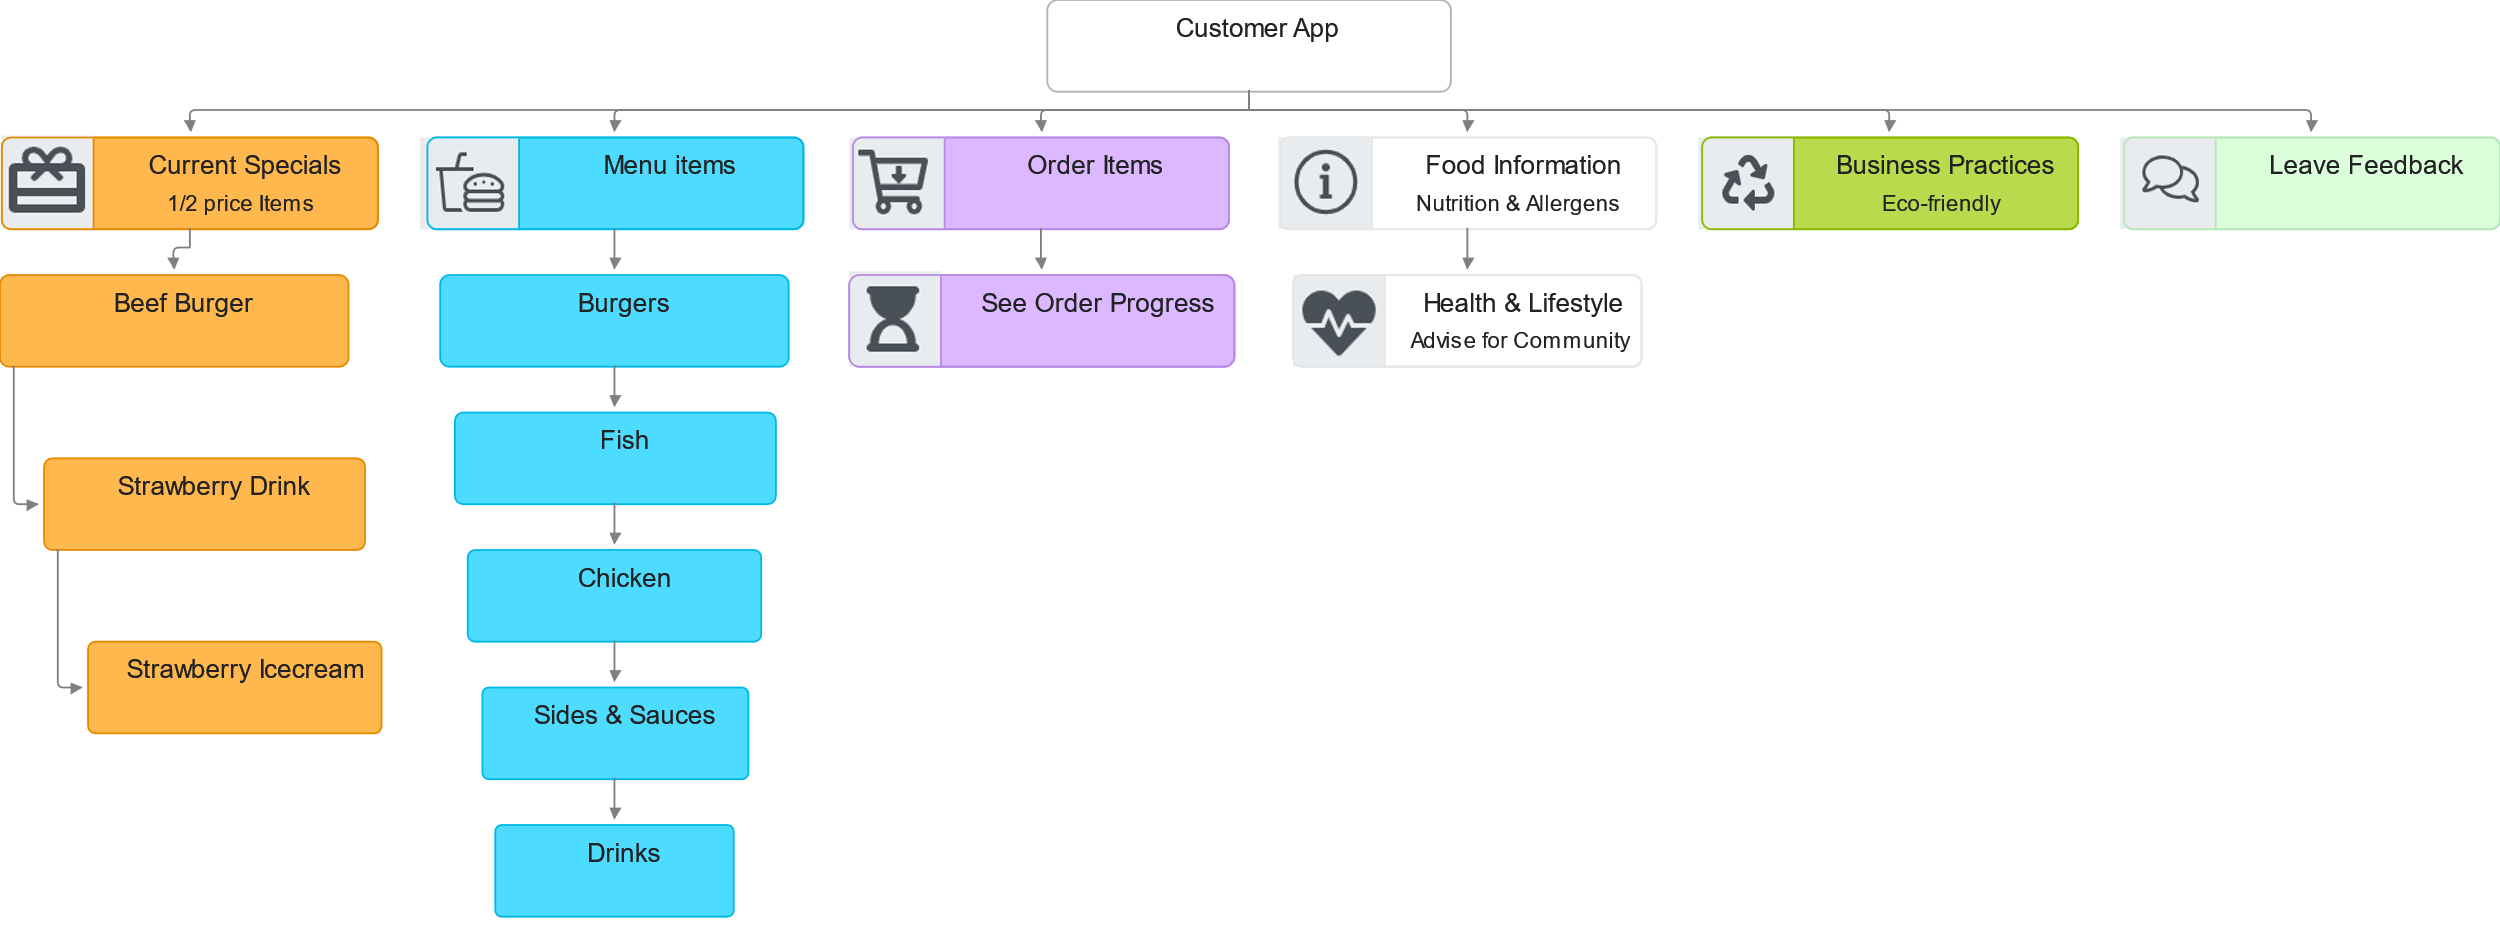 Customer App
Current Specials
1/2 price Items
Menu items
Order Items
Food Information
Nutrition & Allergens
Business Practices
Eco-friendly
Leave Feedback
Beef Burger
Burgers
See Order Progress
Health & Lifestyle
Advise for Community
Fish
Strawberry Drink
Chicken
Strawberry Icecream
Sides & Sauces
Drinks